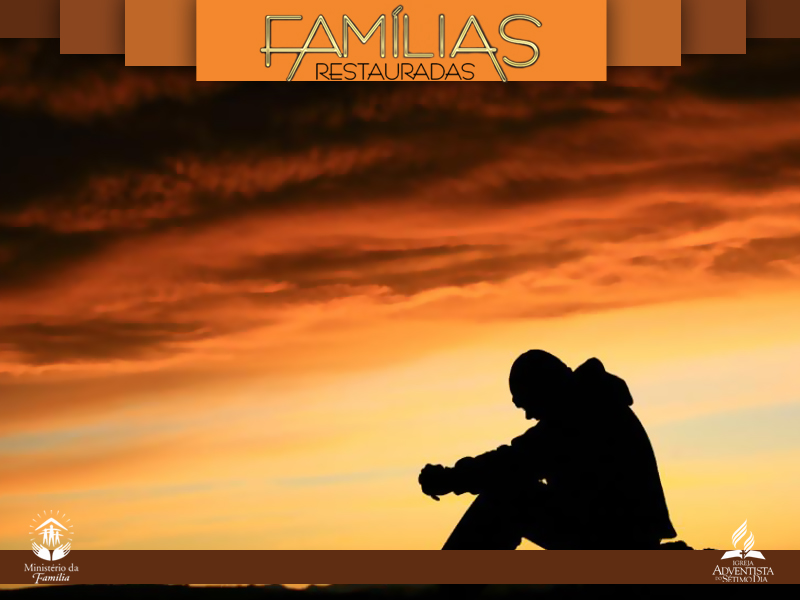 FAMÍLIAS
RESTAURADAS
Ministério da
Família
IGREJA
ADVENTISTA
DO SÉTIMO DIA